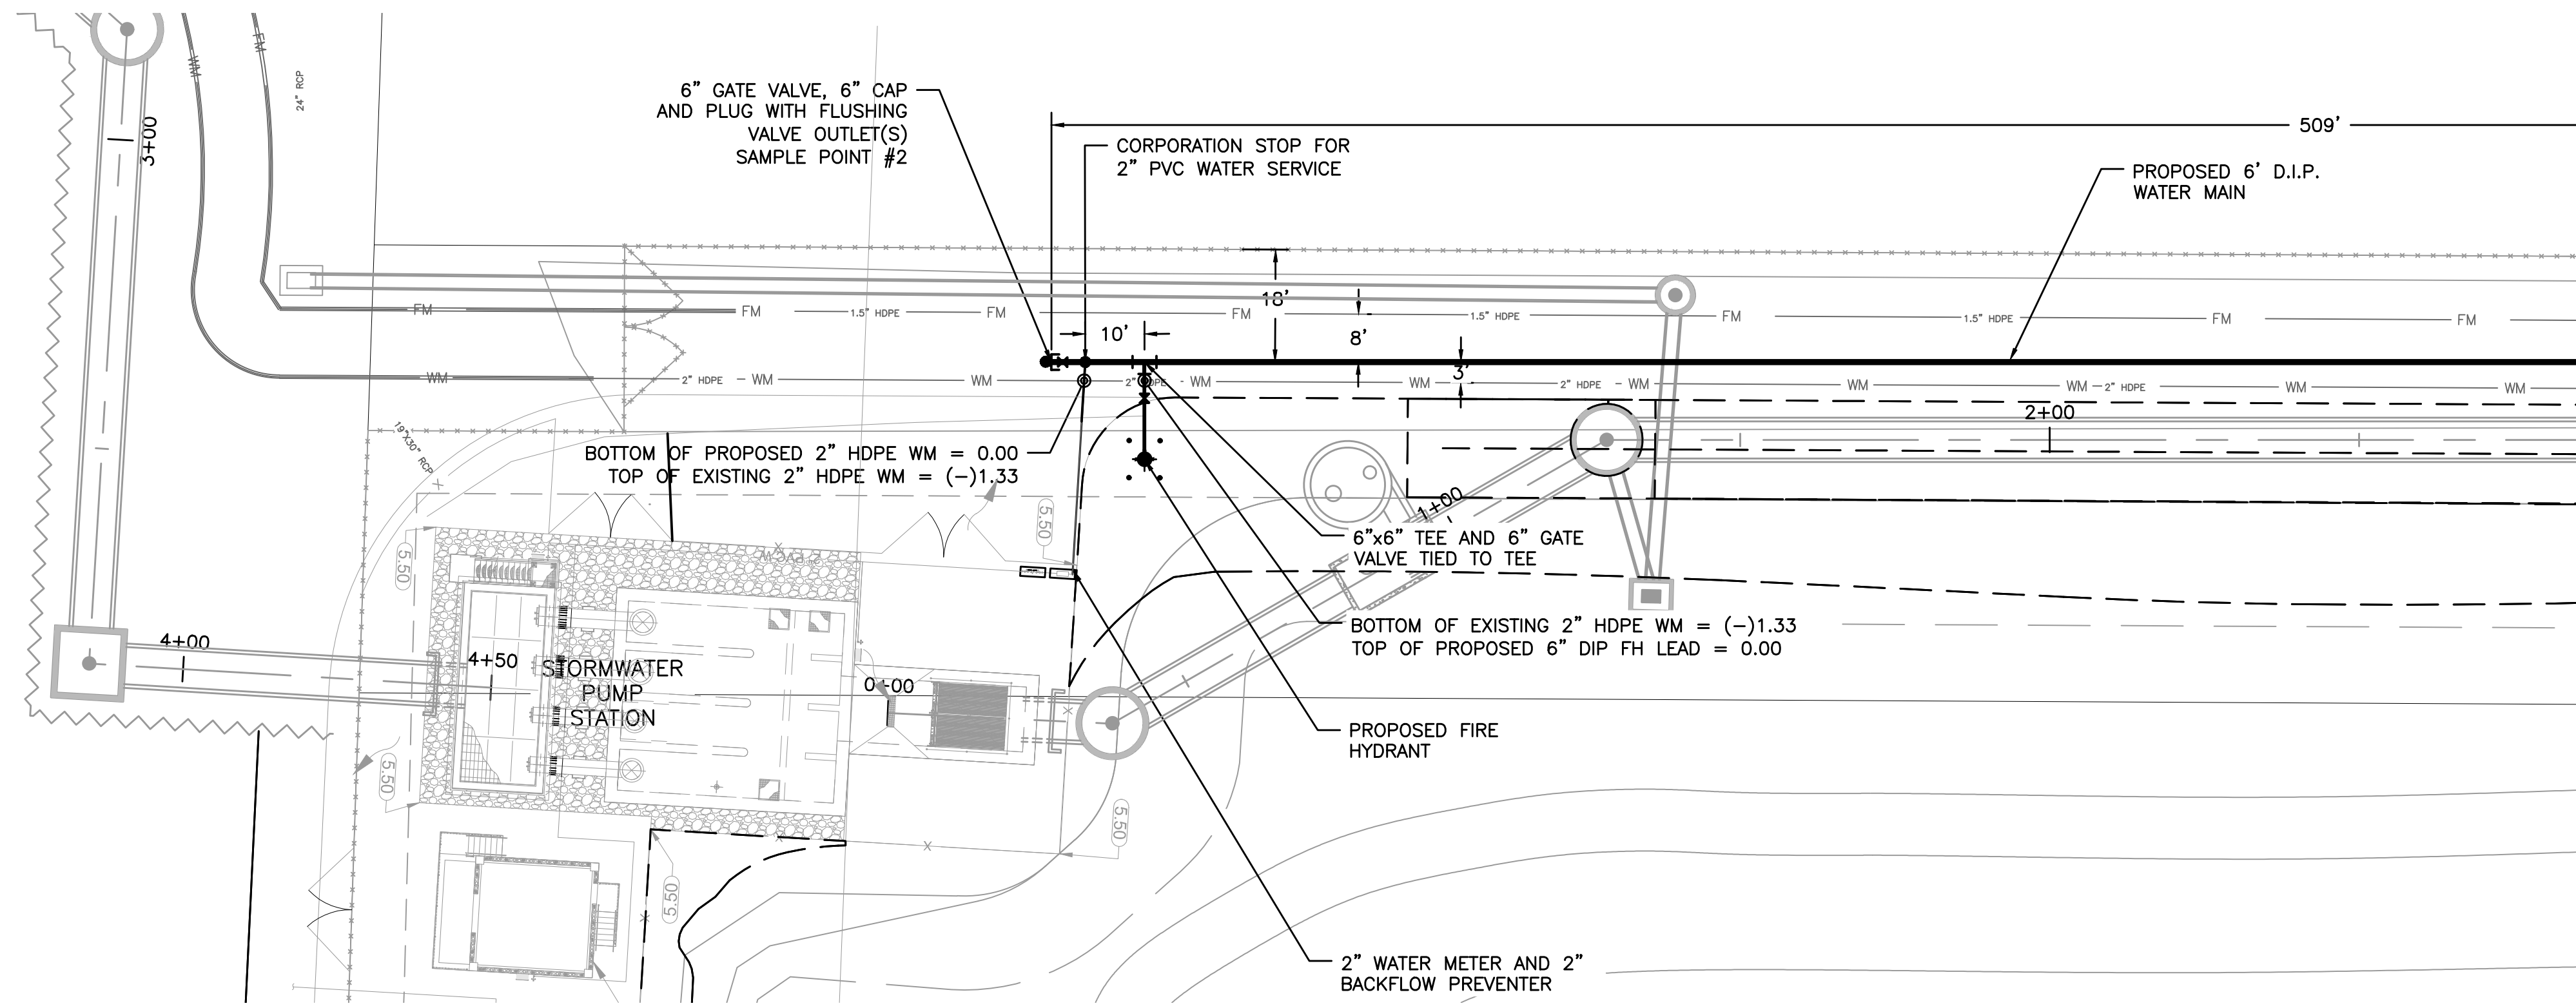 6” GATE VALVE, 6” CAP
AND PLUG WITH FLUSHING
VALVE OUTLET(S)
SAMPLE POINT #2
CORPORATION STOP FOR
2” PVC WATER SERVICE
509’
PROPOSED 6’ D.I.P.
WATER MAIN
WM
FM
24” RCP
3+00
18’
10’
8’
3’
FM
FM
1.5” HDPE
FM
FM
1.5” HDPE
FM
1.5” HDPE
FM
FM
WM
2” HDPE
WM
WM
WM
WM
2” HDPE
WM
WM
WM
2” HDPE
WM
WM
2+00
19”X30” RCP
BOTTOM OF PROPOSED 2” HDPE WM = 0.00
TOP OF EXISTING 2” HDPE WM = (-)1.33
1+00
6”x6” TEE AND 6” GATE
VALVE TIED TO TEE
BOTTOM OF EXISTING 2” HDPE WM = (-)1.33
TOP OF PROPOSED 6” DIP FH LEAD = 0.00
PROPOSED FIRE
HYDRANT
2” WATER METER AND 2”
BACKFLOW PREVENTER
5.50
5.50
4+00
4+50
STORMWATER
PUMP
STATION
0+00
5.50
5.50
5.50